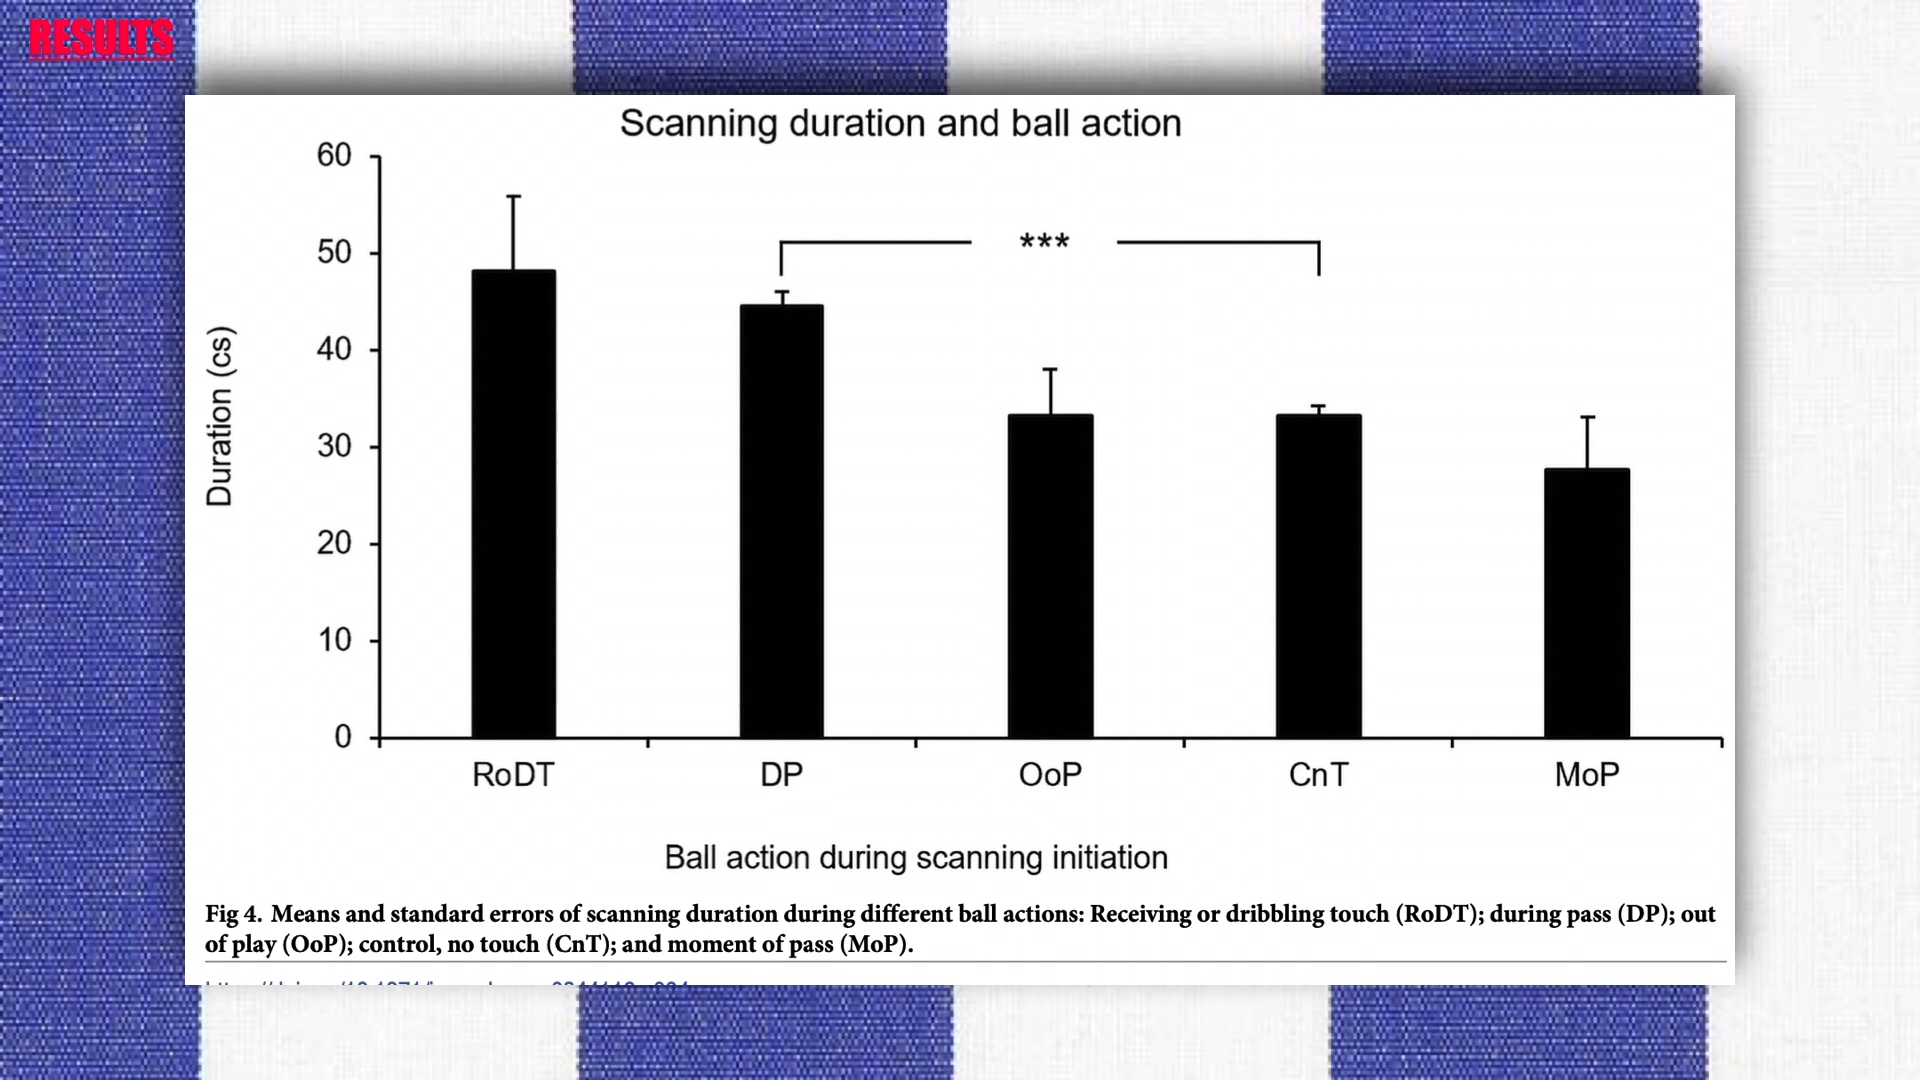 RESULTS
Scanning duration and ball action
60
50
40
30
20
10
0
Duration (cs)
***
RoDT DP OoP CnT MoP
Ball action during scanning initiation
Fig 4. Means and standard errors of scanning duration during different ball actions: Receiving or dribbling touch (RoDT); during pass (DP); out
of play (OoP); control, no touch (CnT); and moment of pass (MoP).